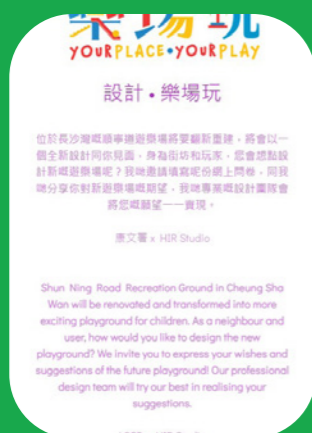 樂場玩
YOURPLACE•YOURPLAY
設計•樂場玩
位於長沙灣嘅順寧道遊樂場將要翻新重建，將會以一
個全新設計同你見面，身為街坊和玩家，您會想點設
計新嘅遊樂場呢？我哋邀請填寫呢份網上問卷，同我
哋分享你對新遊樂場嘅期望，我哋專業嘅設計團隊會
將您嘅願望一一實現。
康文署 x HIR Studio
Shun Ning Road Recreation Ground in Cheung Sha
Wan will be renovated and transformed into more
exciting playground for children. As a neighbour and
user, how would you like to design the new
playground? We invite you to express your wishes and
suggestions of the future playground! Our professional
design team will try our best in realising your
suggestions.